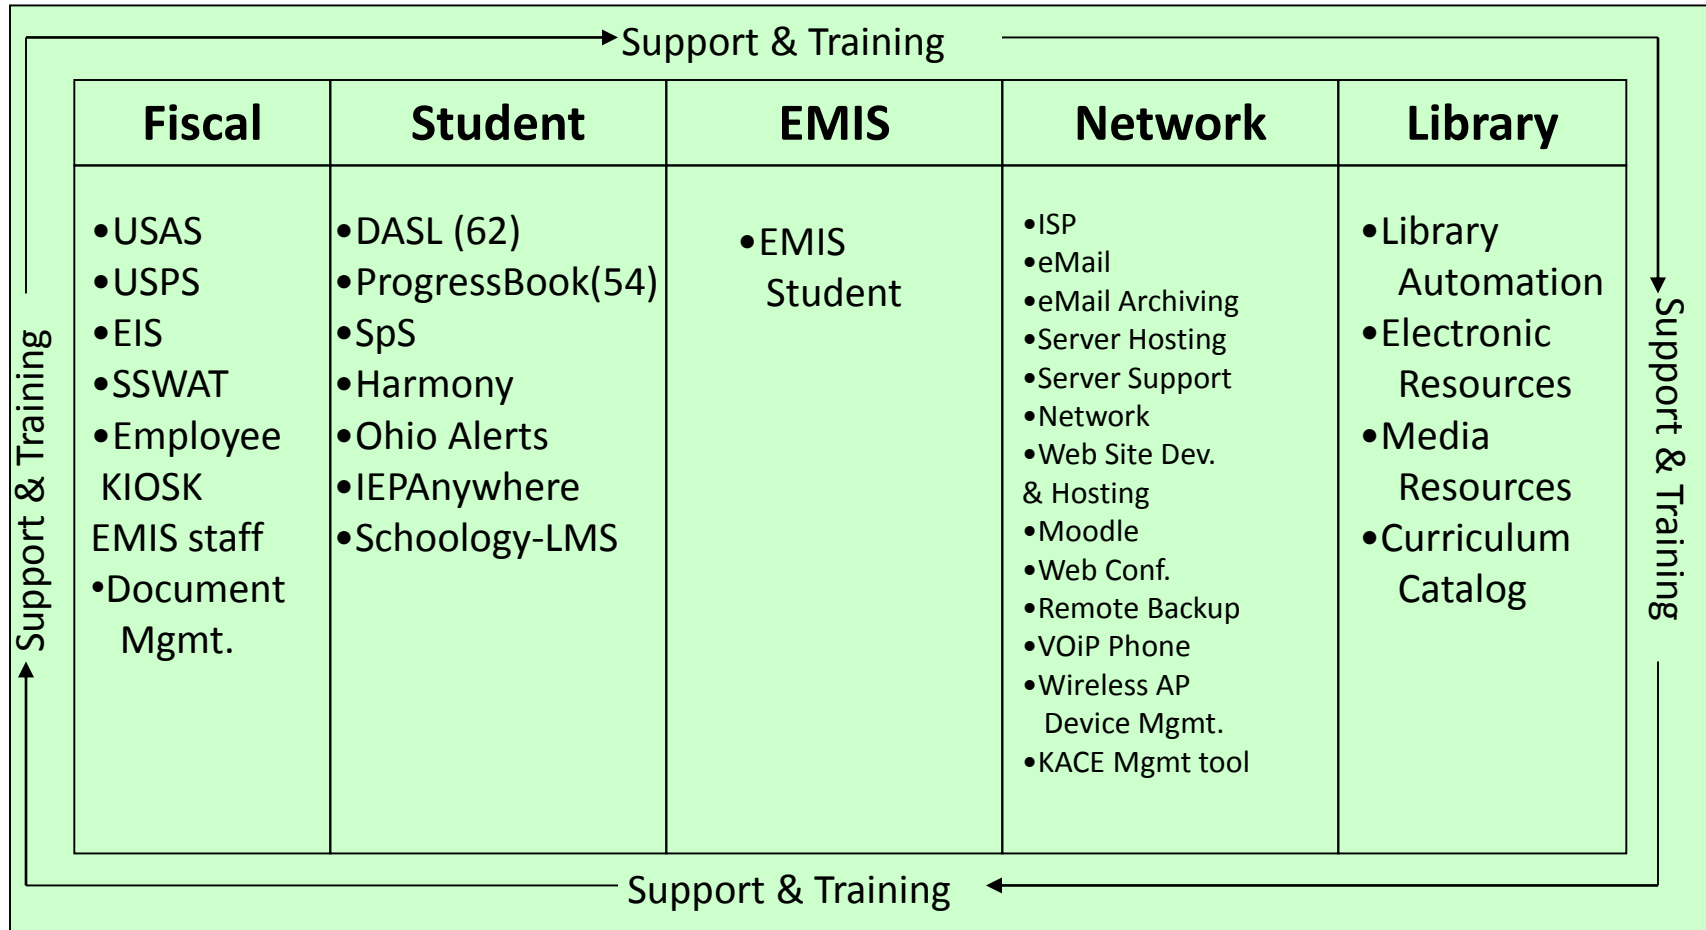 Support & Training
Fiscal
Student
EMIS
Network
Library
•USAS
•USPS
•EIS
•SSWAT
•Employee
KIOSK
EMIS staff
•Document
Mgmt.
•DASL (62)
•ProgressBook(54)
•SpS
•Harmony
•Ohio Alerts
•IEPAnywhere
•Schoology-LMS
•EMIS
Student
•ISP
•eMail
•eMail Archiving
•Server Hosting
•Server Support
•Network
•Web Site Dev.
& Hosting
•Moodle
•Web Conf.
•Remote Backup
•VOiP Phone
•Wireless AP
Device Mgmt.
•KACE Mgmt tool
•Library
Automation
•Electronic
Resources
•Media
Resources
•Curriculum
Catalog
Support & Training
Support & Training
Support & Training